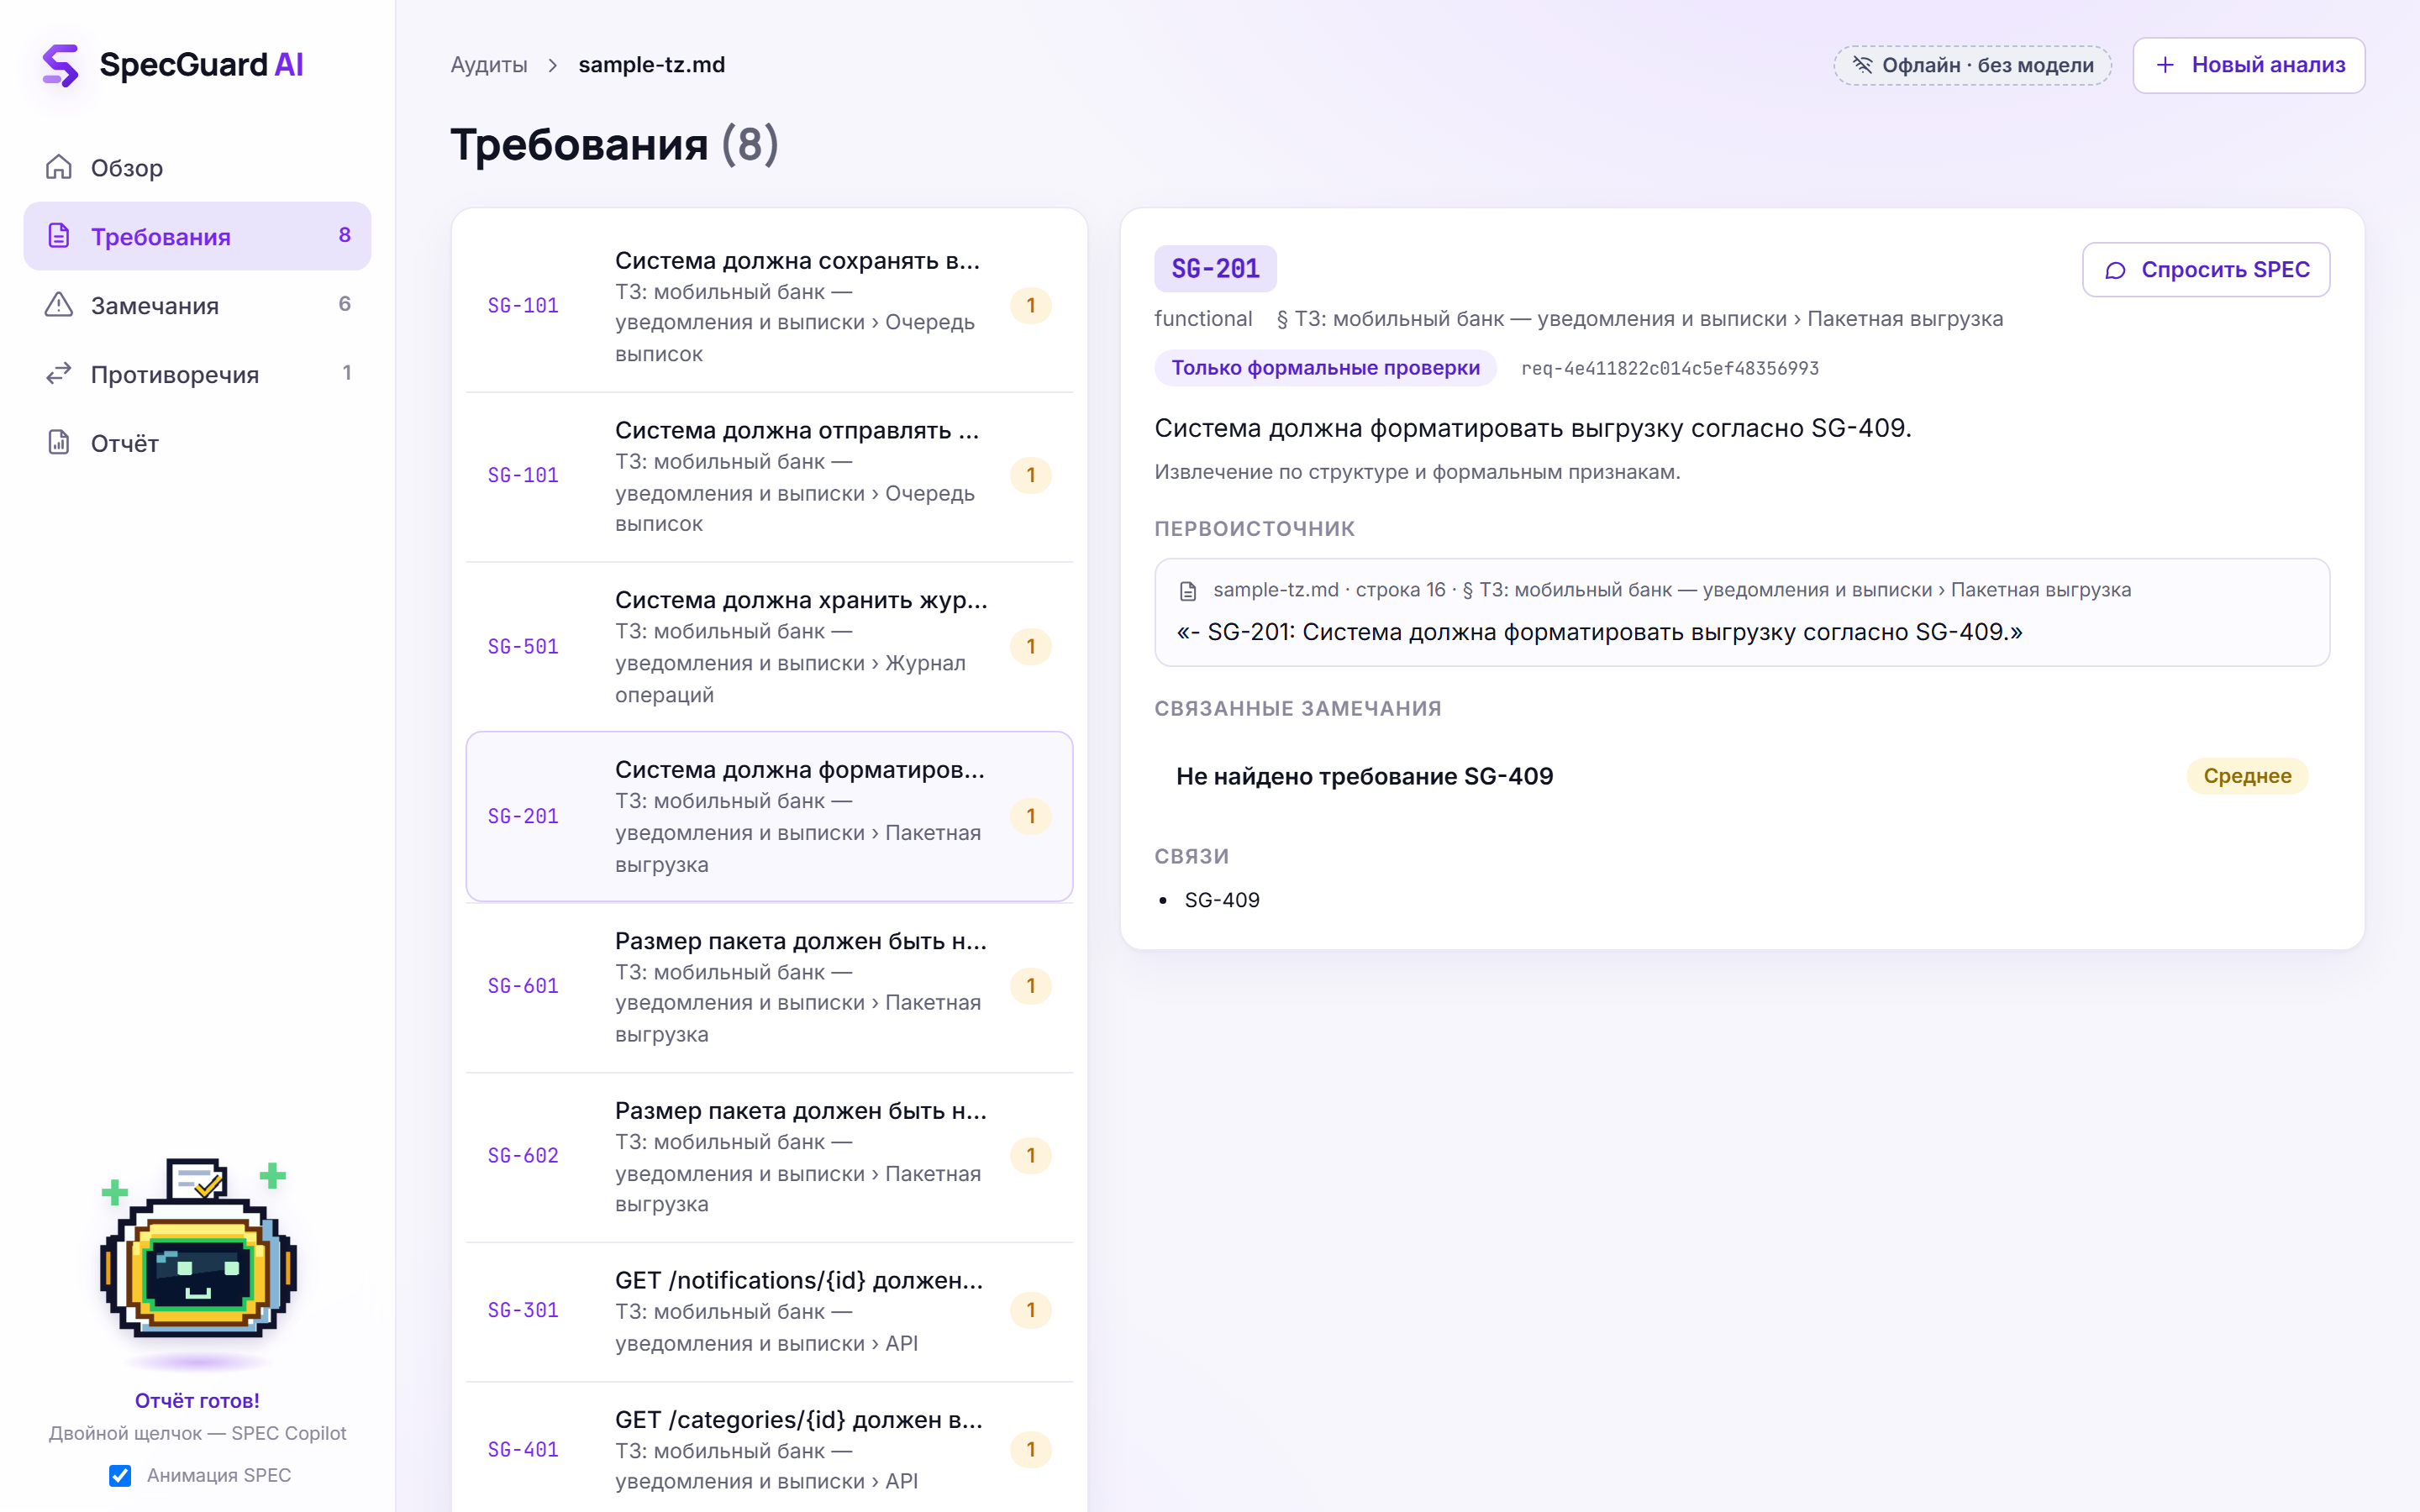 SpecGuard AI
Обзор
Требования 8
Замечания 6
Противоречия 1
Отчёт
Отчёт готов!
Двойной щелчок — SPEC Copilot
Анимация SPEC
Аудиты > sample-tz.md
Офлайн · без модели
+ Новый анализ
Требования (8)
SG-101
Система должна сохранять в...
ТЗ: мобильный банк —
уведомления и выписки › Очередь
выписок
1
SG-101
Система должна отправлять ...
ТЗ: мобильный банк —
уведомления и выписки › Очередь
выписок
1
SG-501
Система должна хранить жур...
ТЗ: мобильный банк —
уведомления и выписки › Журнал
операций
1
SG-201
Система должна форматиров...
ТЗ: мобильный банк —
уведомления и выписки › Пакетная
выгрузка
1
SG-601
Размер пакета должен быть н...
ТЗ: мобильный банк —
уведомления и выписки › Пакетная
выгрузка
1
SG-602
Размер пакета должен быть н...
ТЗ: мобильный банк —
уведомления и выписки › Пакетная
выгрузка
1
SG-301
GET /notifications/{id} должен...
ТЗ: мобильный банк —
уведомления и выписки › API
1
SG-401
GET /categories/{id} должен в...
ТЗ: мобильный банк —
уведомления и выписки › API
1
SG-201
Спросить SPEC
functional § ТЗ: мобильный банк — уведомления и выписки › Пакетная выгрузка
Только формальные проверки req-4e411822c014c5ef48356993
Система должна форматировать выгрузку согласно SG-409.
Извлечение по структуре и формальным признакам.
ПЕРВОИСТОЧНИК
sample-tz.md · строка 16 · § ТЗ: мобильный банк — уведомления и выписки › Пакетная выгрузка
«- SG-201: Система должна форматировать выгрузку согласно SG-409.»
СВЯЗАННЫЕ ЗАМЕЧАНИЯ
Не найдено требование SG-409 Среднее
СВЯЗИ
• SG-409